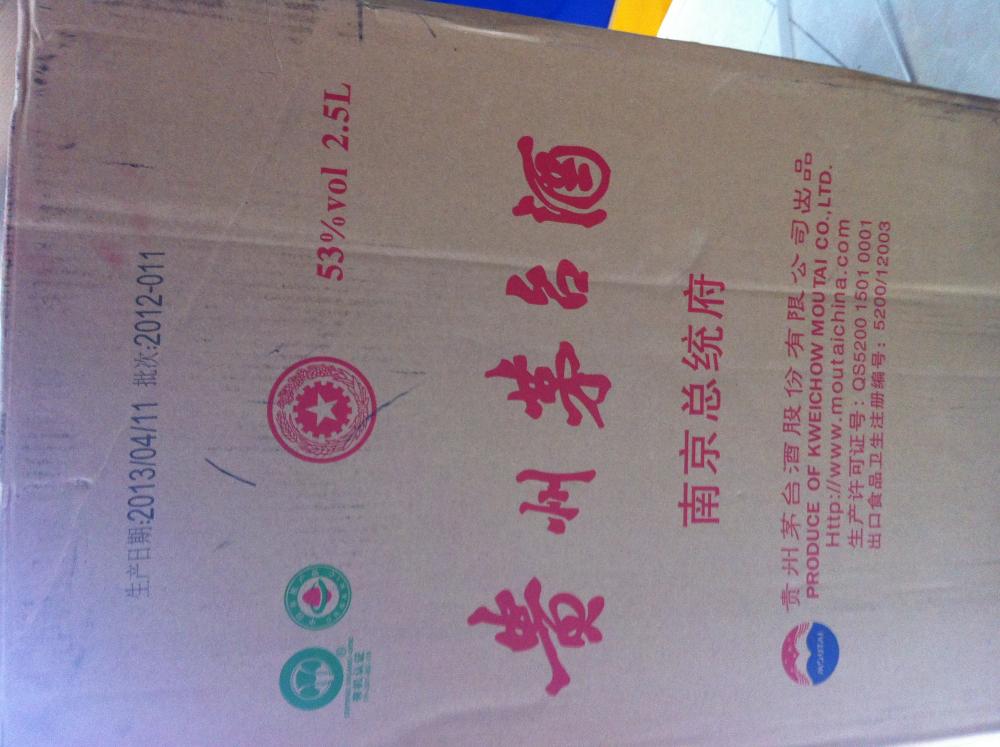 生产日期:2013/04/11 批次:2012-011
53%vol 2.5L
貴州茅台酒
南京总统府
贵州茅台酒股份有限公司出品
PRODUCE OF KWEICHOW MOUTAI CO.,LTD.
Http://www.moutaichina.com
生产许可证号：QS5200 1501 0001
出口食品卫生注册编号：5200/12003
MOUTAI